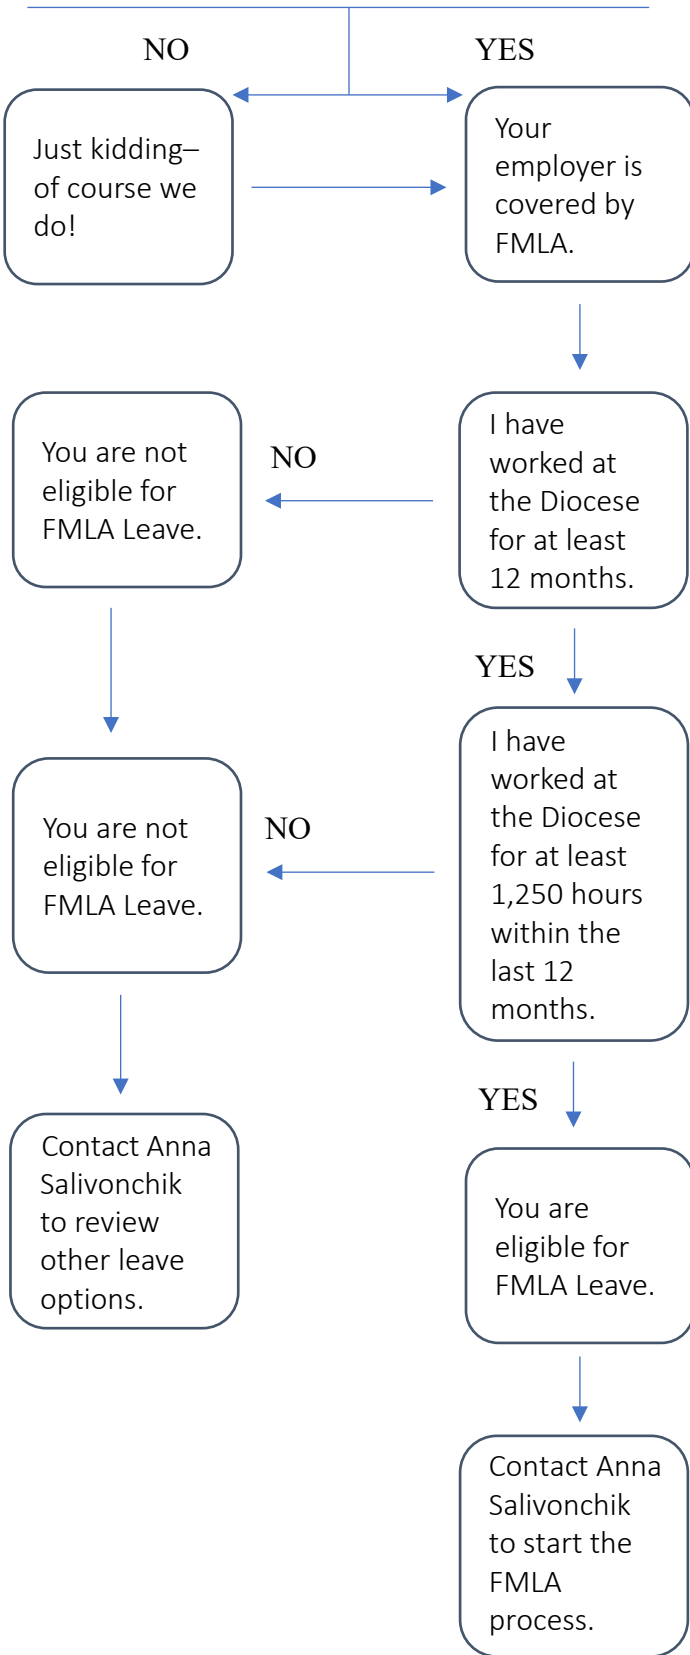 NO
YES
Just kidding–
of course we
do!
Your
employer is
covered by
FMLA.
You are not
eligible for
FMLA Leave.
NO
I have
worked at
the Diocese
for at least
12 months.
YES
You are not
eligible for
FMLA Leave.
NO
I have
worked at
the Diocese
for at least
1,250 hours
within the
last 12
months.
YES
Contact Anna
Salivonchik
to review
other leave
options.
You are
eligible for
FMLA Leave.
Contact Anna
Salivonchik
to start the
FMLA
process.